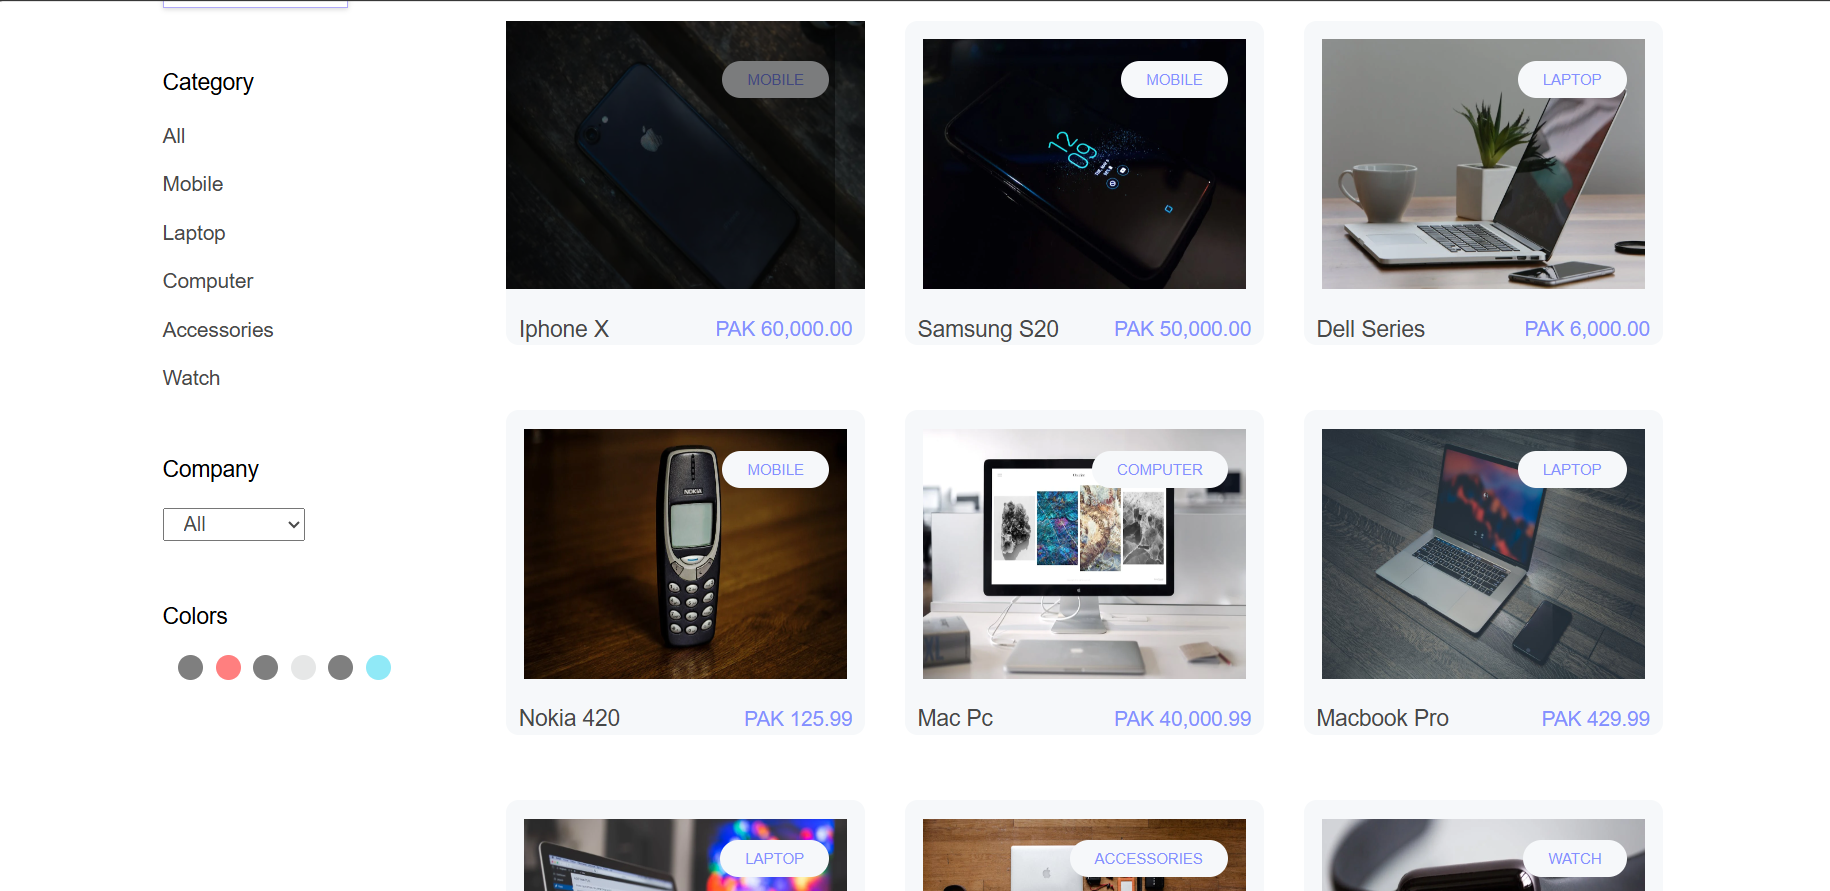 Category
All
Mobile
Laptop
Computer
Accessories
Watch
Company
All
Colors
MOBILE
Iphone X
PAK 60,000.00
MOBILE
12
09
Samsung S20
PAK 50,000.00
LAPTOP
Dell Series
PAK 6,000.00
MOBILE
NOKIA
Nokia 420
PAK 125.99
COMPUTER
Mac Pc
PAK 40,000.99
LAPTOP
Macbook Pro
PAK 429.99
LAPTOP
ACCESSORIES
WATCH